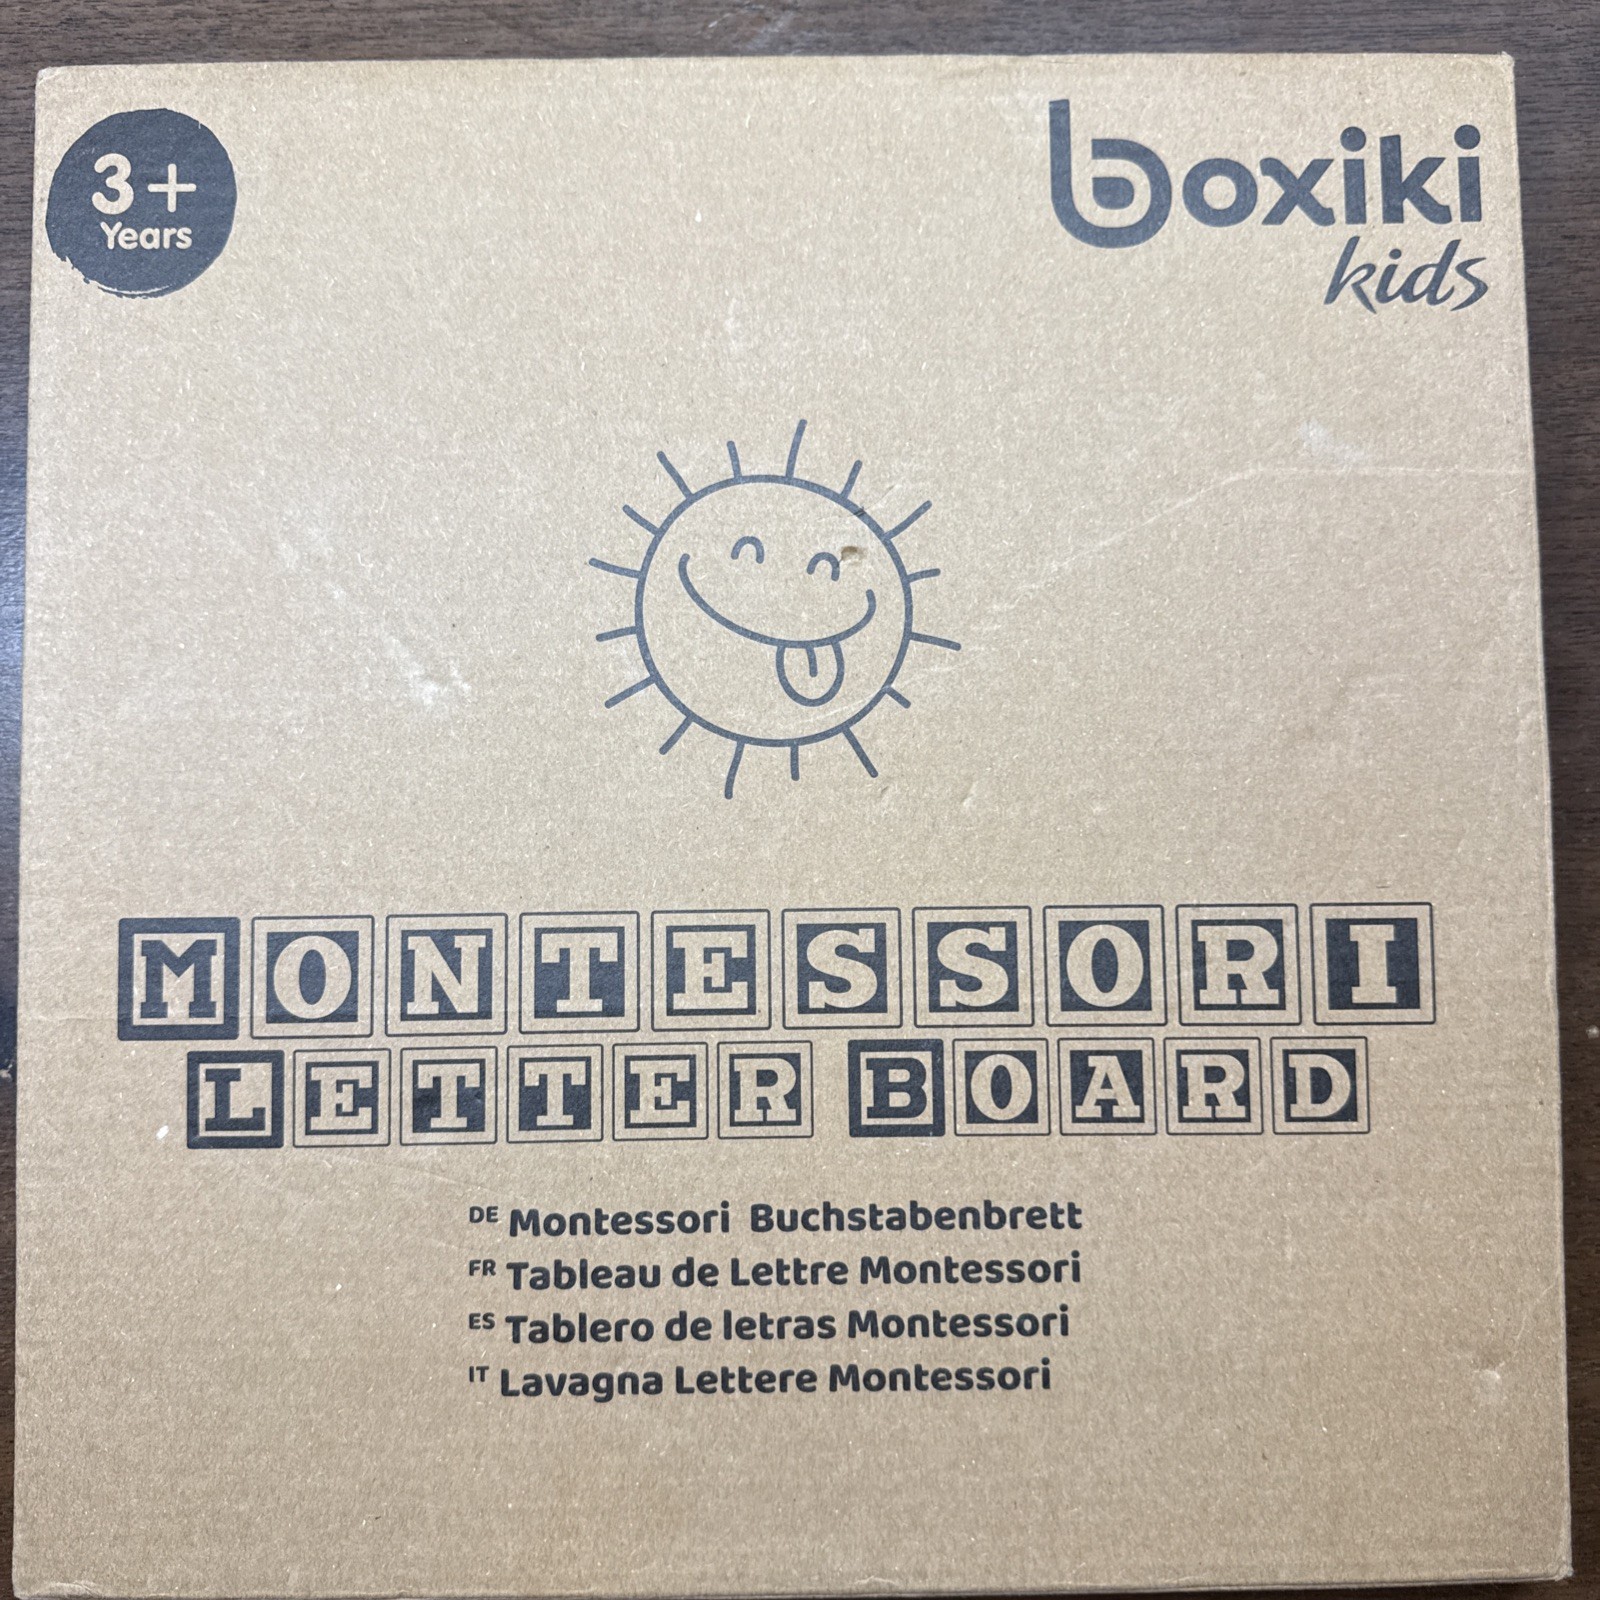 3+
Years
boxiki
kids
MONTESSORI
LETTER BOARD
DE Montessori Buchstabenbrett
FR Tableau de Lettre Montessori
ES Tablero de letras Montessori
IT Lavagna Lettere Montessori